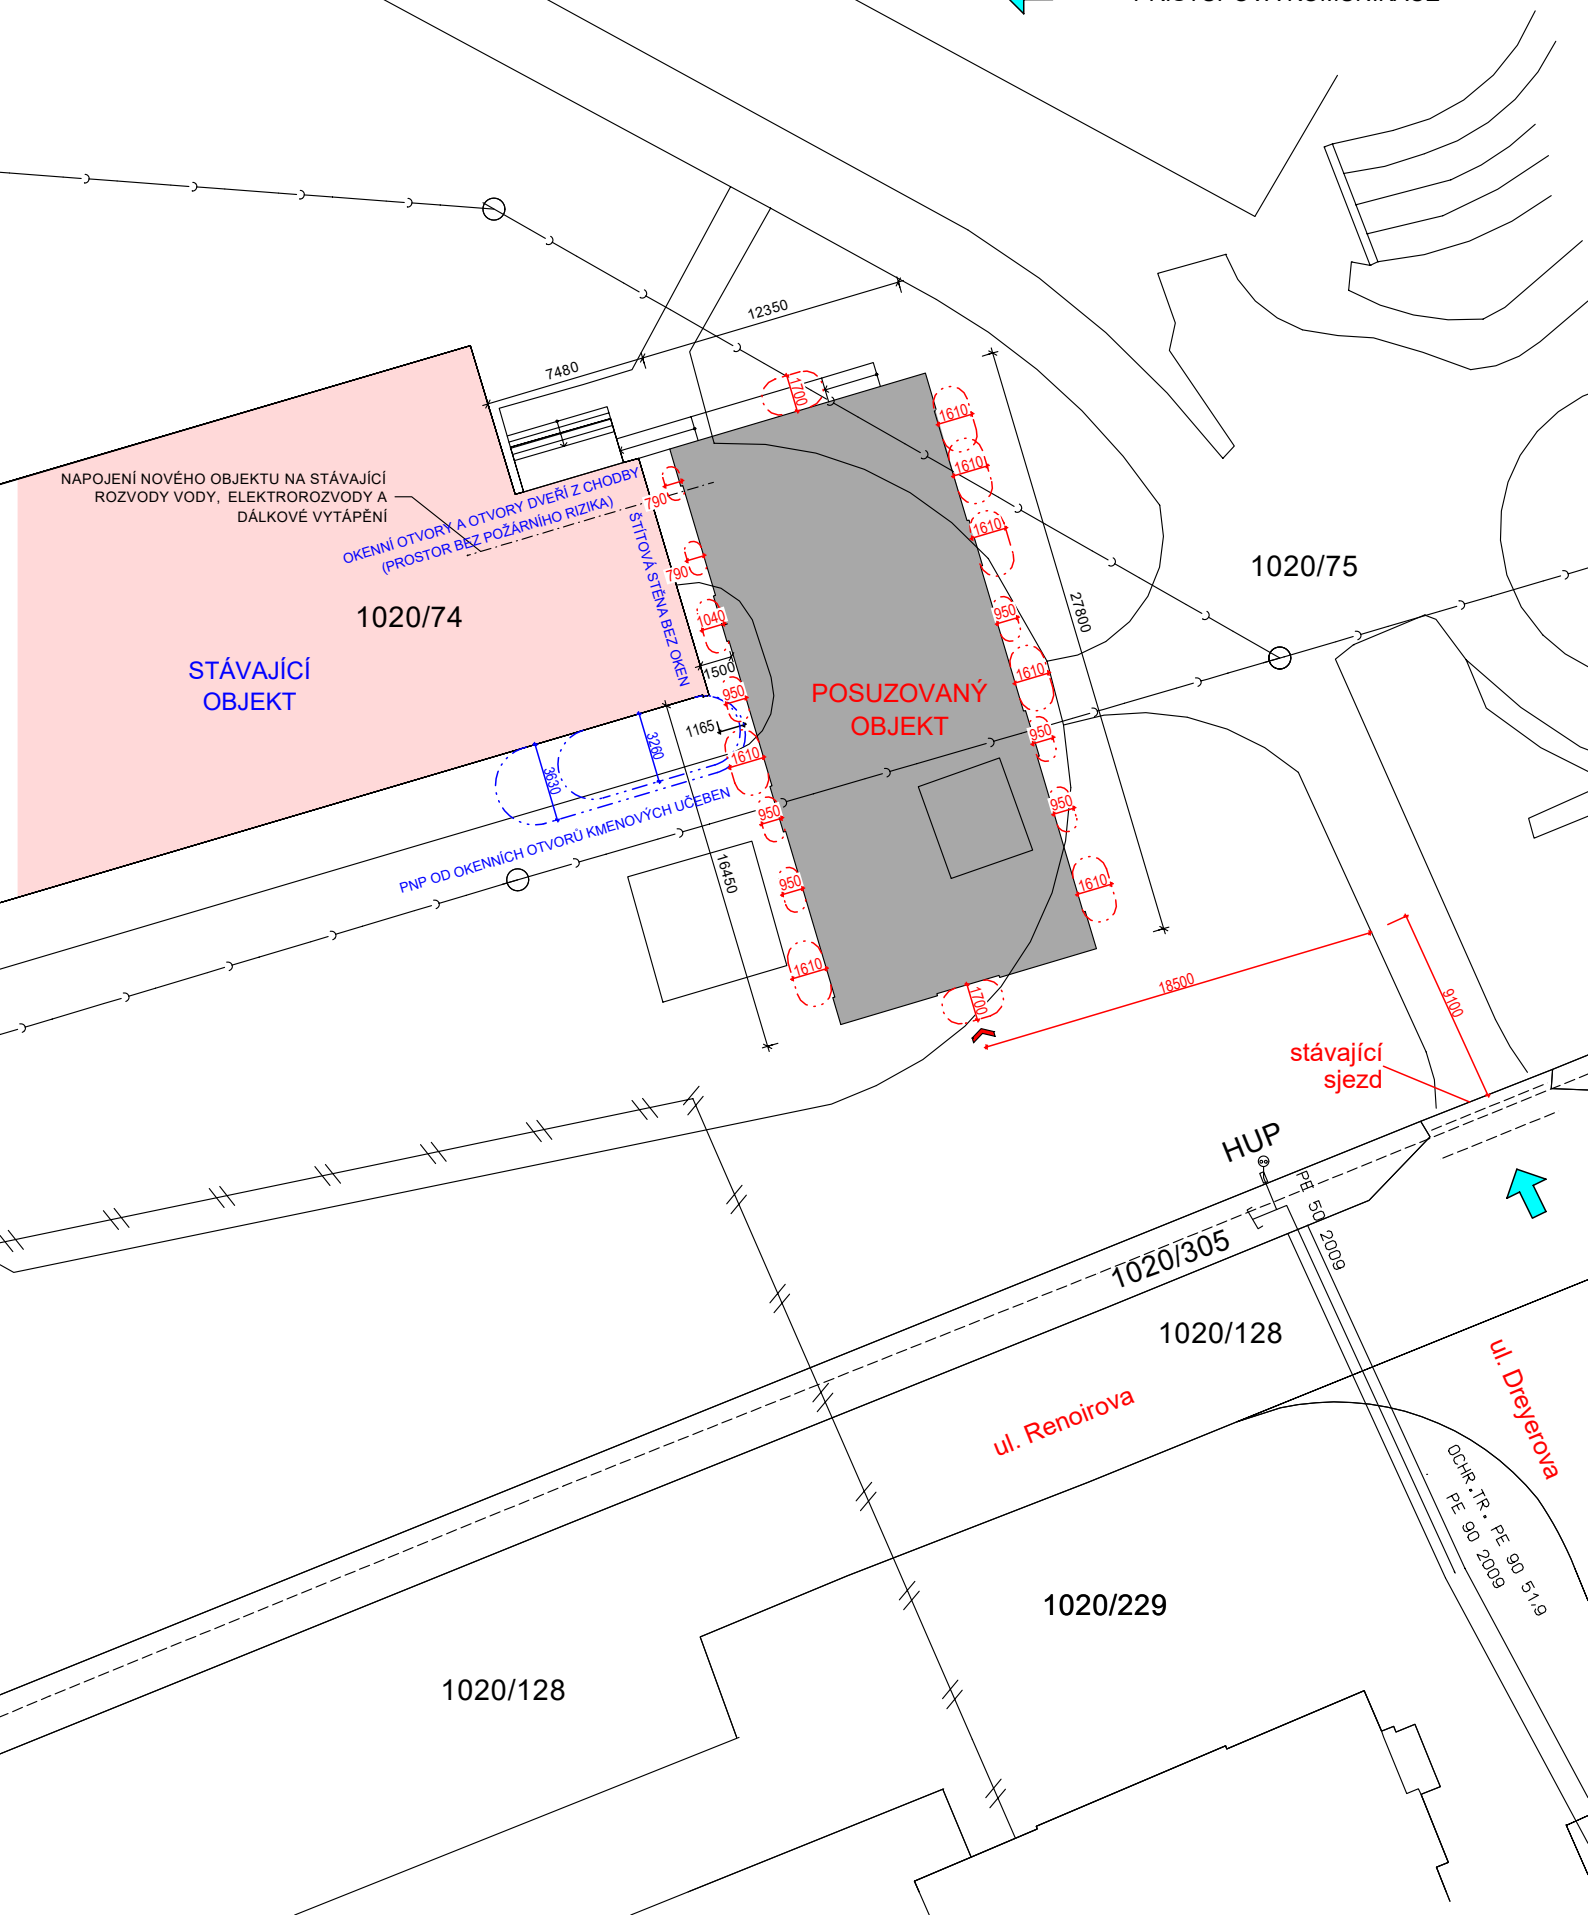 12350
7480
1700
1610
1610
1610
NAPOJENÍ NOVÉHO OBJEKTU NA STÁVAJÍCÍ
ROZVODY VODY, ELEKTROROZVODY A
DÁLKOVÉ VYTÁPĚNÍ
OKENNÍ OTVORY A OTVORY DVEŘÍ Z CHODBY
(PROSTOR BEZ POŽÁRNÍHO RIZIKA)
790
790
ŠTÍTOVÁ STĚNA BEZ OKEN
1020/75
1020/74
1040
950
27800
STÁVAJÍCÍ
OBJEKT
1500
950
1610
POSUZOVANÝ
OBJEKT
1165
3260
3630
1610
950
950
950
PNP OD OKENNÍCH OTVORŮ KMENOVÝCH UČEBEN
16450
950
1610
1610
1700
18500
9100
stávající
sjezd
HUP
PE 50 2009
1020/305
1020/128
ul. Renoirova
ul. Dreyerova
OCHR.TR. PE 90 51,9
PE 90 2009
1020/229
1020/128